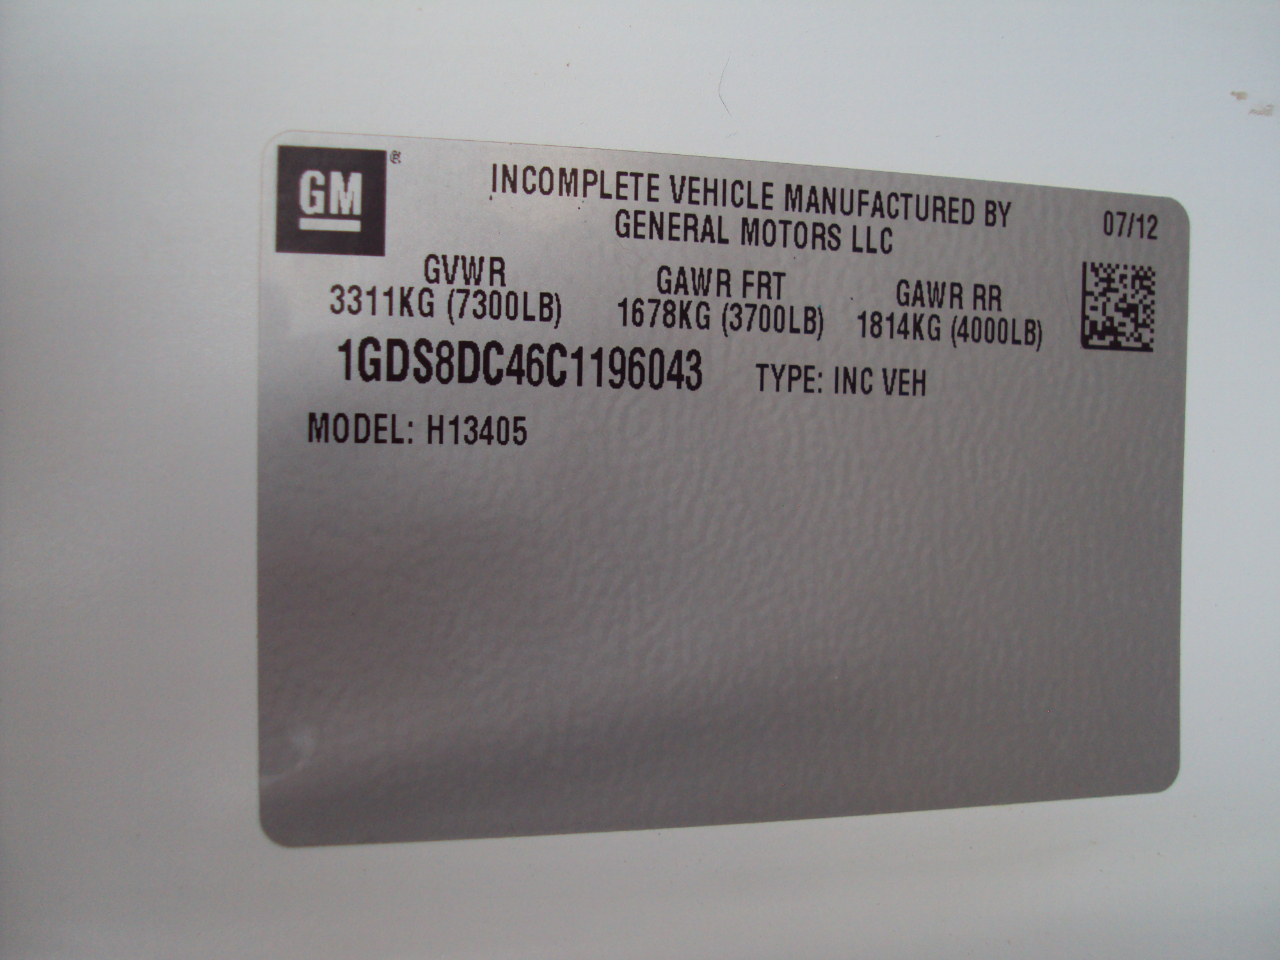 GM®
INCOMPLETE VEHICLE MANUFACTURED BY
GENERAL MOTORS LLC
07/12
GVWR
3311KG (7300LB)
GAWR FRT
1678KG (3700LB)
GAWR RR
1814KG (4000LB)
1GDS8DC46C1196043
TYPE: INC VEH
MODEL: H13405